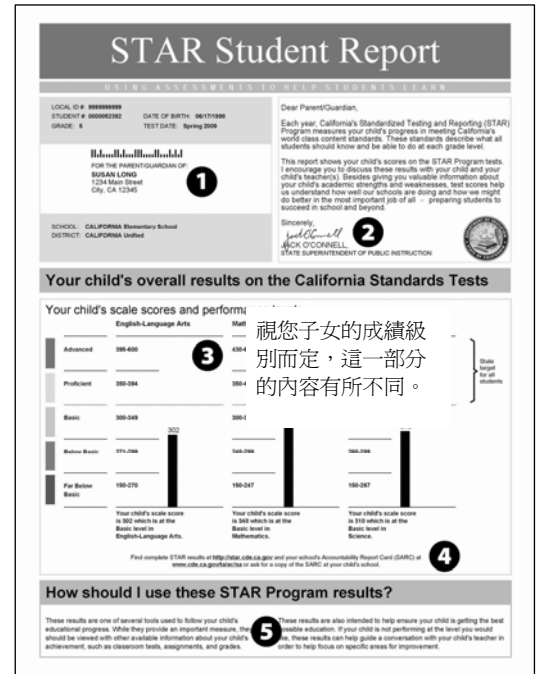 STAR Student Report
USING ASSESSMENTS TO HELP STUDENTS LEARN
LOCAL ID #: 9999999999
STUDENT #: 0000082382 DATE OF BIRTH: 06/17/1998
GRADE: 5 TEST DATE: Spring 2009
FOR THE PARENT/GUARDIAN OF:
SUSAN LONG
1234 Main Street
City, CA 12345
1
SCHOOL: CALIFORNIA Elementary School
DISTRICT: CALIFORNIA Unified
Dear Parent/Guardian,
Each year, California's Standardized Testing and Reporting (STAR)
Program measures your child's progress in meeting California's
world class content standards. These standards describe what all
students should know and be able to do at each grade level.
This report shows your child's scores on the STAR Program tests.
I encourage you to discuss these results with your child and your
child's teacher(s). Besides giving you valuable information about
your child's academic strengths and weaknesses, test scores help
us understand how well our schools are doing and how we might
do better in the most important job of all - preparing students to
succeed in school and beyond.
Sincerely,
2
JACK O'CONNELL,
STATE SUPERINTENDENT OF PUBLIC INSTRUCTION
Your child's overall results on the California Standards Tests
Your child's scale scores and
English-Language Arts
視您子女的成績級
別而定，這一部分
的內容有所不同。
3
Advanced 395-600
State
target
for all
students
Proficient 350-394
Basic 300-349
302
Below Basic 271-299
Far Below
Basic
150-270 150-247 150-267
Your child's scale score
is 302 which is at the
Basic level in
English-Language Arts.
Your child's scale score
is 340 which is at the
Basic level in
Mathematics.
Your child's scale score
is 310 which is at the
Basic level in
Science.
Find complete STAR results at http://star.cde.ca.gov and your school's Accountability Report Card (SARC) at
www.cde.ca.gov/ta/ac/sa or ask for a copy of the SARC at your child's school.
4
How should I use these STAR Program results?
These results are one of several tools used to follow your child's
educational progress. While they provide an important measure, they
should be viewed with other available information about your child's
achievement, such as classroom tests, assignments, and grades.
5
These results are also intended to help ensure your child is getting the best
possible education. If your child is not performing at the level you would
like, these results can help guide a conversation with your child's teacher in
order to help focus on specific areas for improvement.